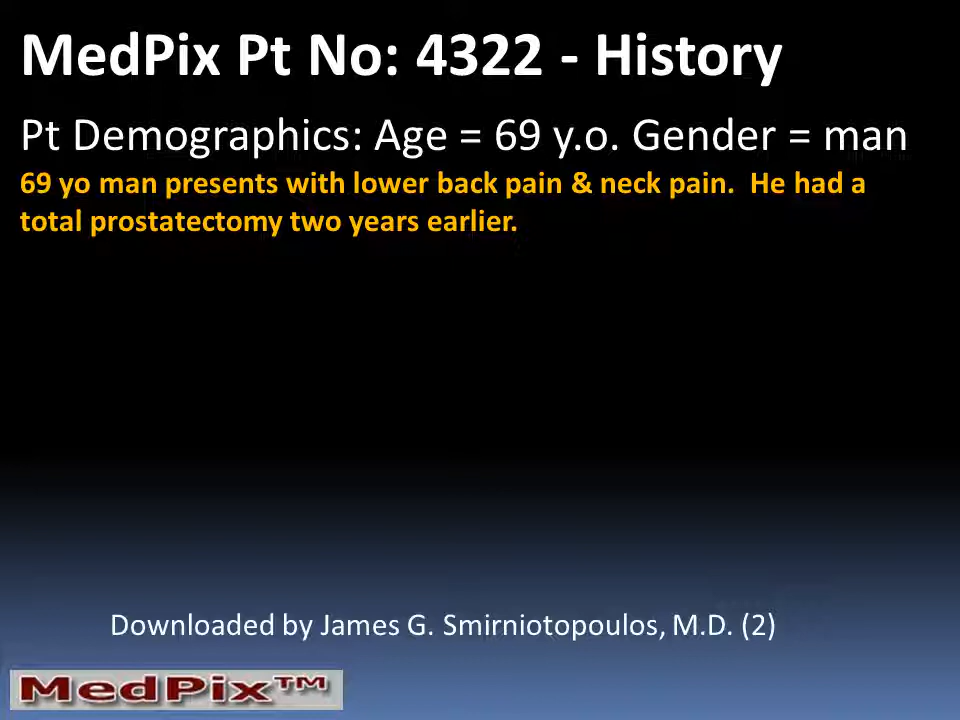 MedPix Pt No: 4322 - History
Pt Demographics: Age = 69 y.o. Gender = man
69 yo man presents with lower back pain & neck pain.  He had a
total prostatectomy two years earlier.
Downloaded by James G. Smirniotopoulos, M.D. (2)
MedPix™